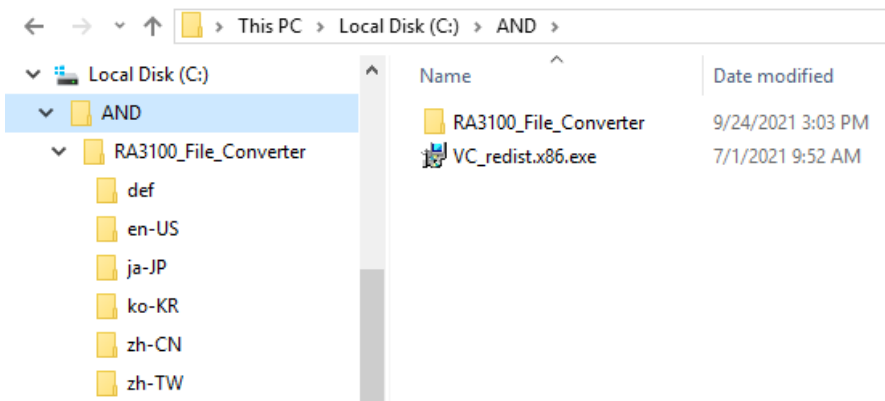 This PC > Local Disk (C:) > AND >
Local Disk (C:)
AND
RA3100_File_Converter
def
en-US
ja-JP
ko-KR
zh-CN
zh-TW
Name Date modified
RA3100_File_Converter 9/24/2021 3:03 PM
VC_redist.x86.exe 7/1/2021 9:52 AM